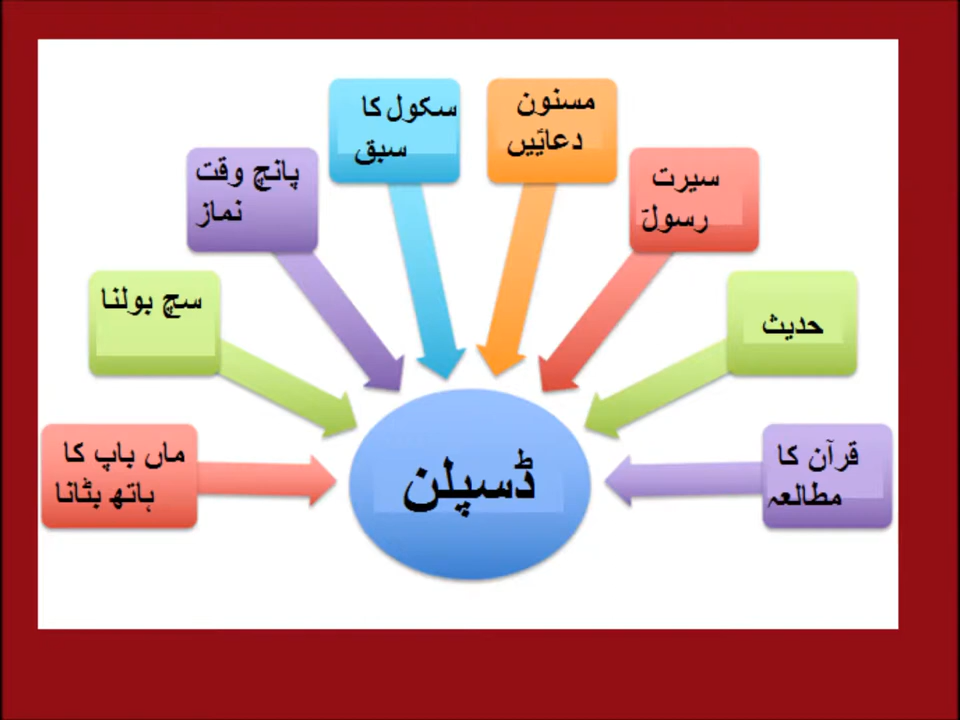 سکول کا
سبق
مسنون
دعائیں
پانچ وقت
نماز
سیرت
رسولؐ
سچ بولنا
حدیث
ماں باپ کا
ہاتھ بٹانا
قرآن کا
مطالعہ
ڈسپلن